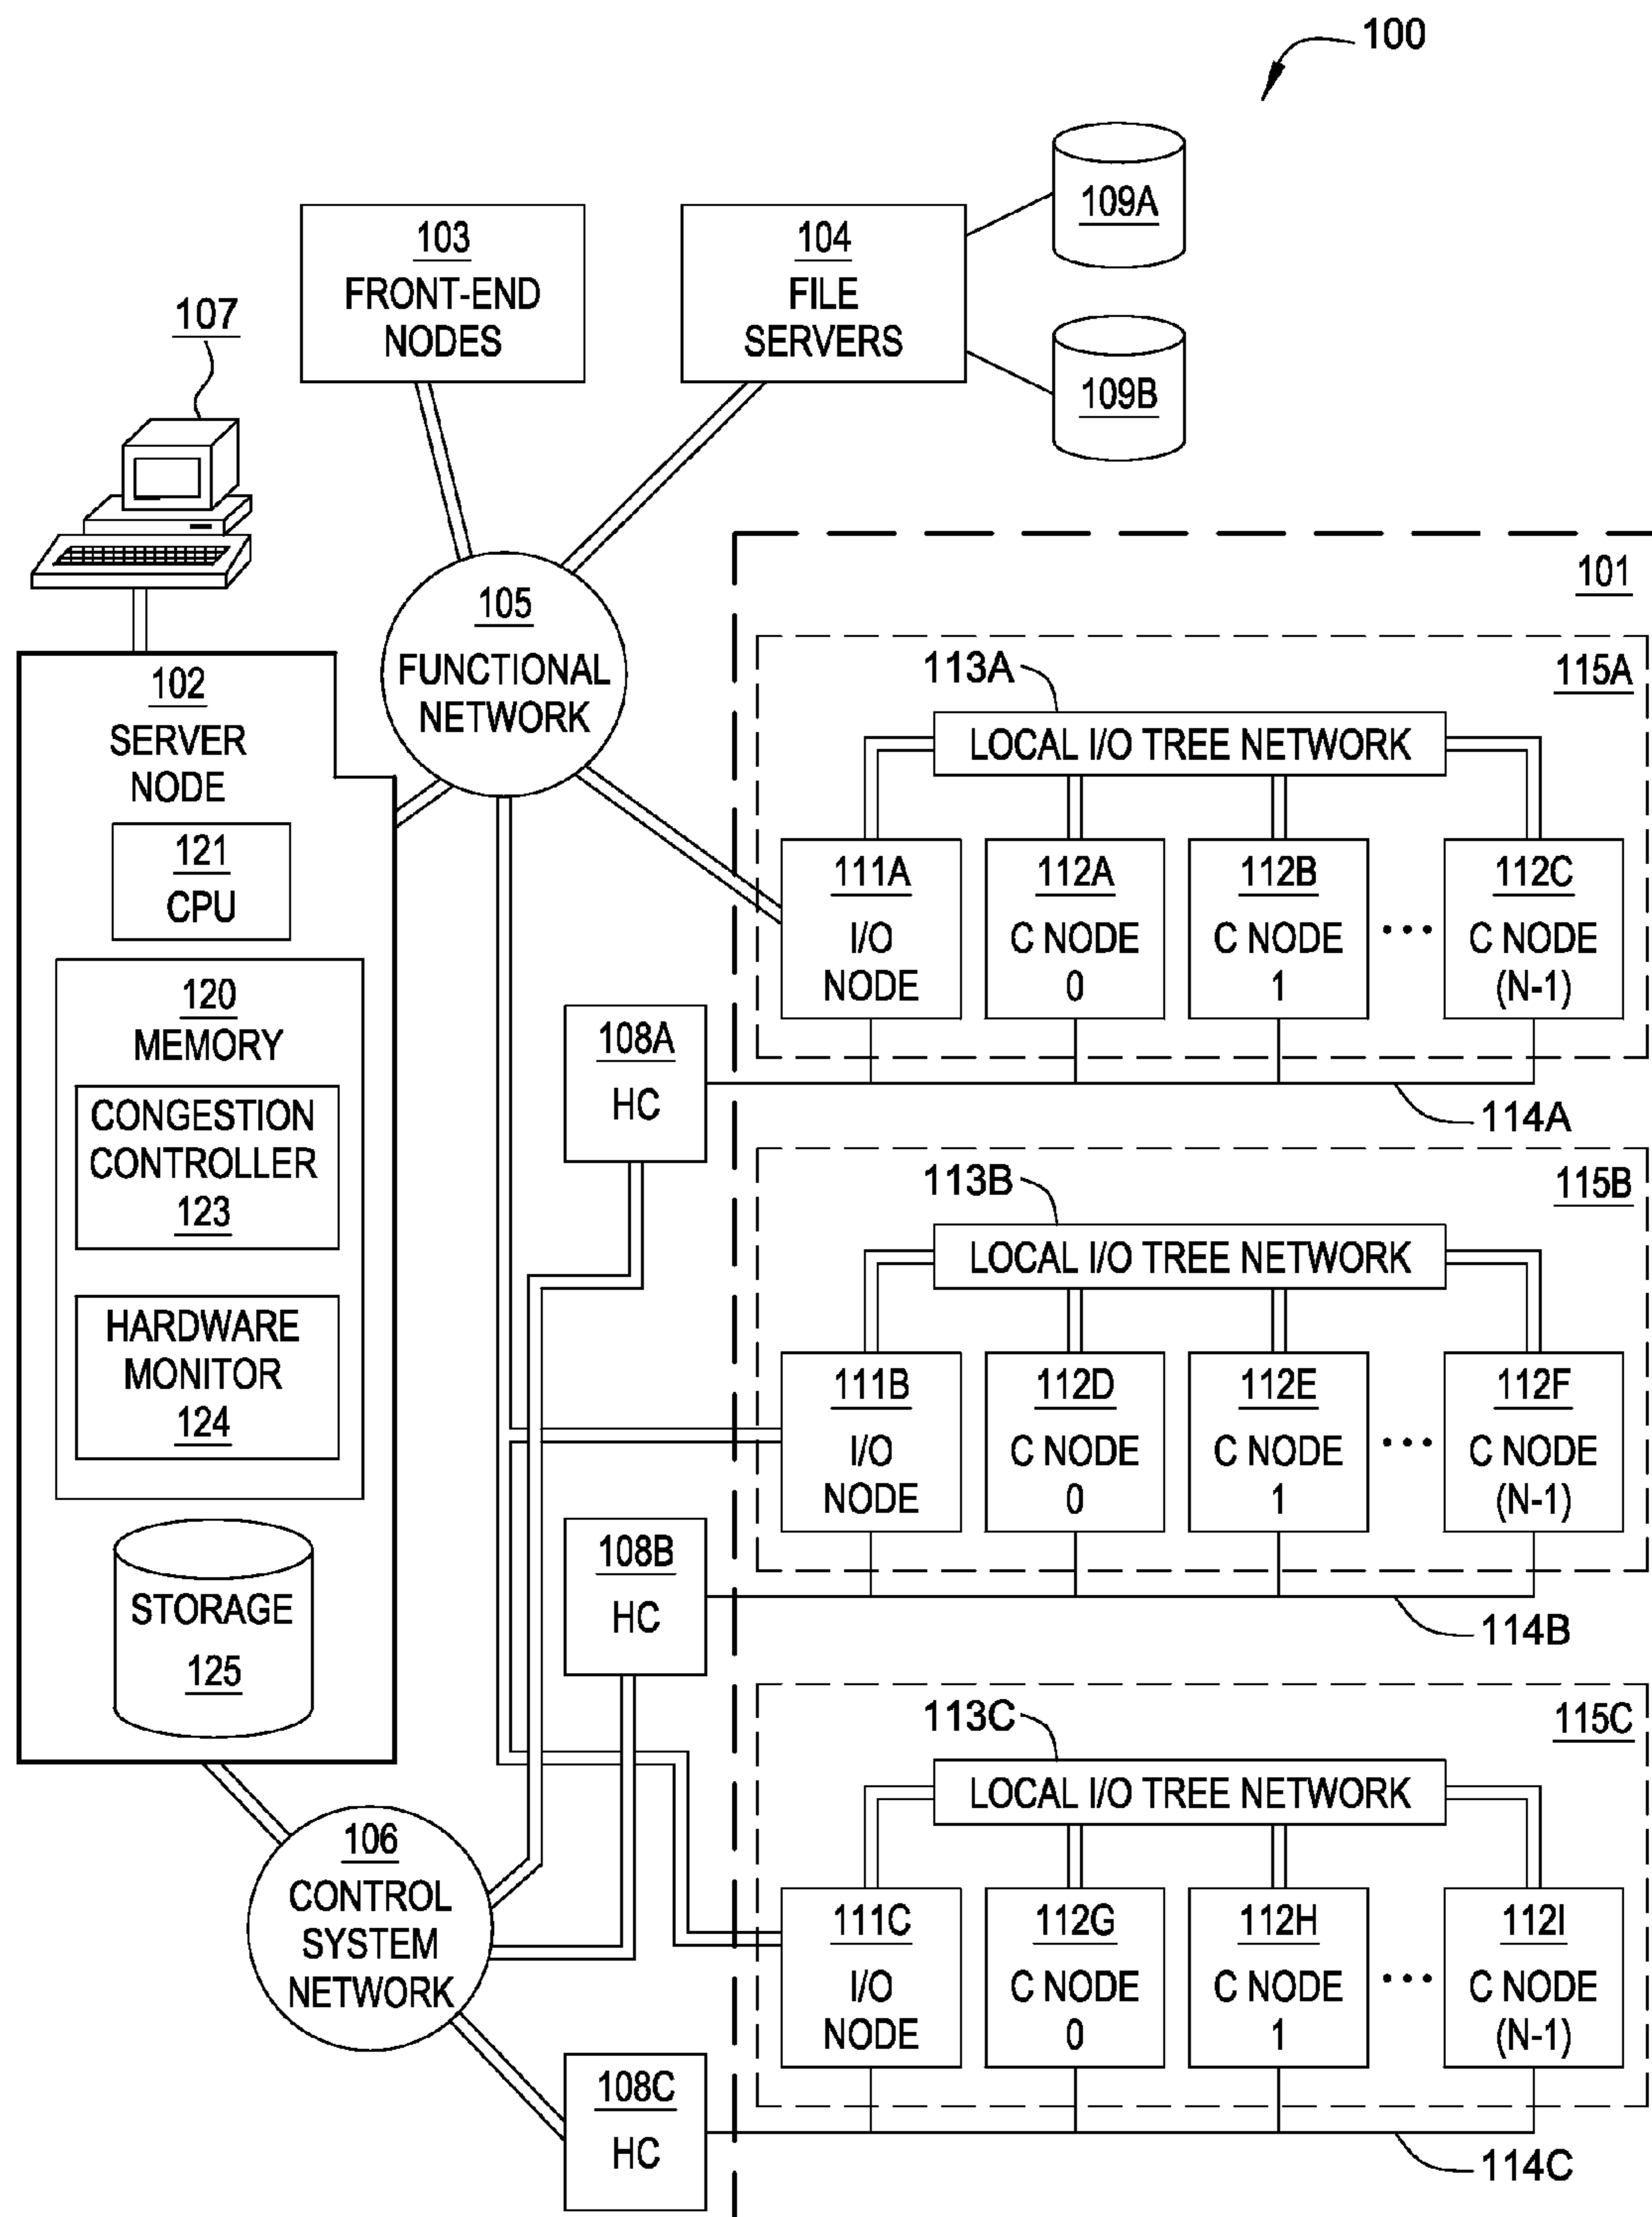 100
103
FRONT-END
NODES
104
FILE
SERVERS
109A
109B
107
105
FUNCTIONAL
NETWORK
101
102
SERVER
NODE
121
CPU
120
MEMORY
CONGESTION
CONTROLLER
123
HARDWARE
MONITOR
124
STORAGE
125
106
CONTROL
SYSTEM
NETWORK
108A
HC
108B
HC
108C
HC
113A
115A
LOCAL I/O TREE NETWORK
111A
I/O
NODE
112A
C NODE
0
112B
C NODE
1
•••
112C
C NODE
(N-1)
114A
113B
115B
LOCAL I/O TREE NETWORK
111B
I/O
NODE
112D
C NODE
0
112E
C NODE
1
•••
112F
C NODE
(N-1)
114B
113C
115C
LOCAL I/O TREE NETWORK
111C
I/O
NODE
112G
C NODE
0
112H
C NODE
1
•••
112I
C NODE
(N-1)
114C